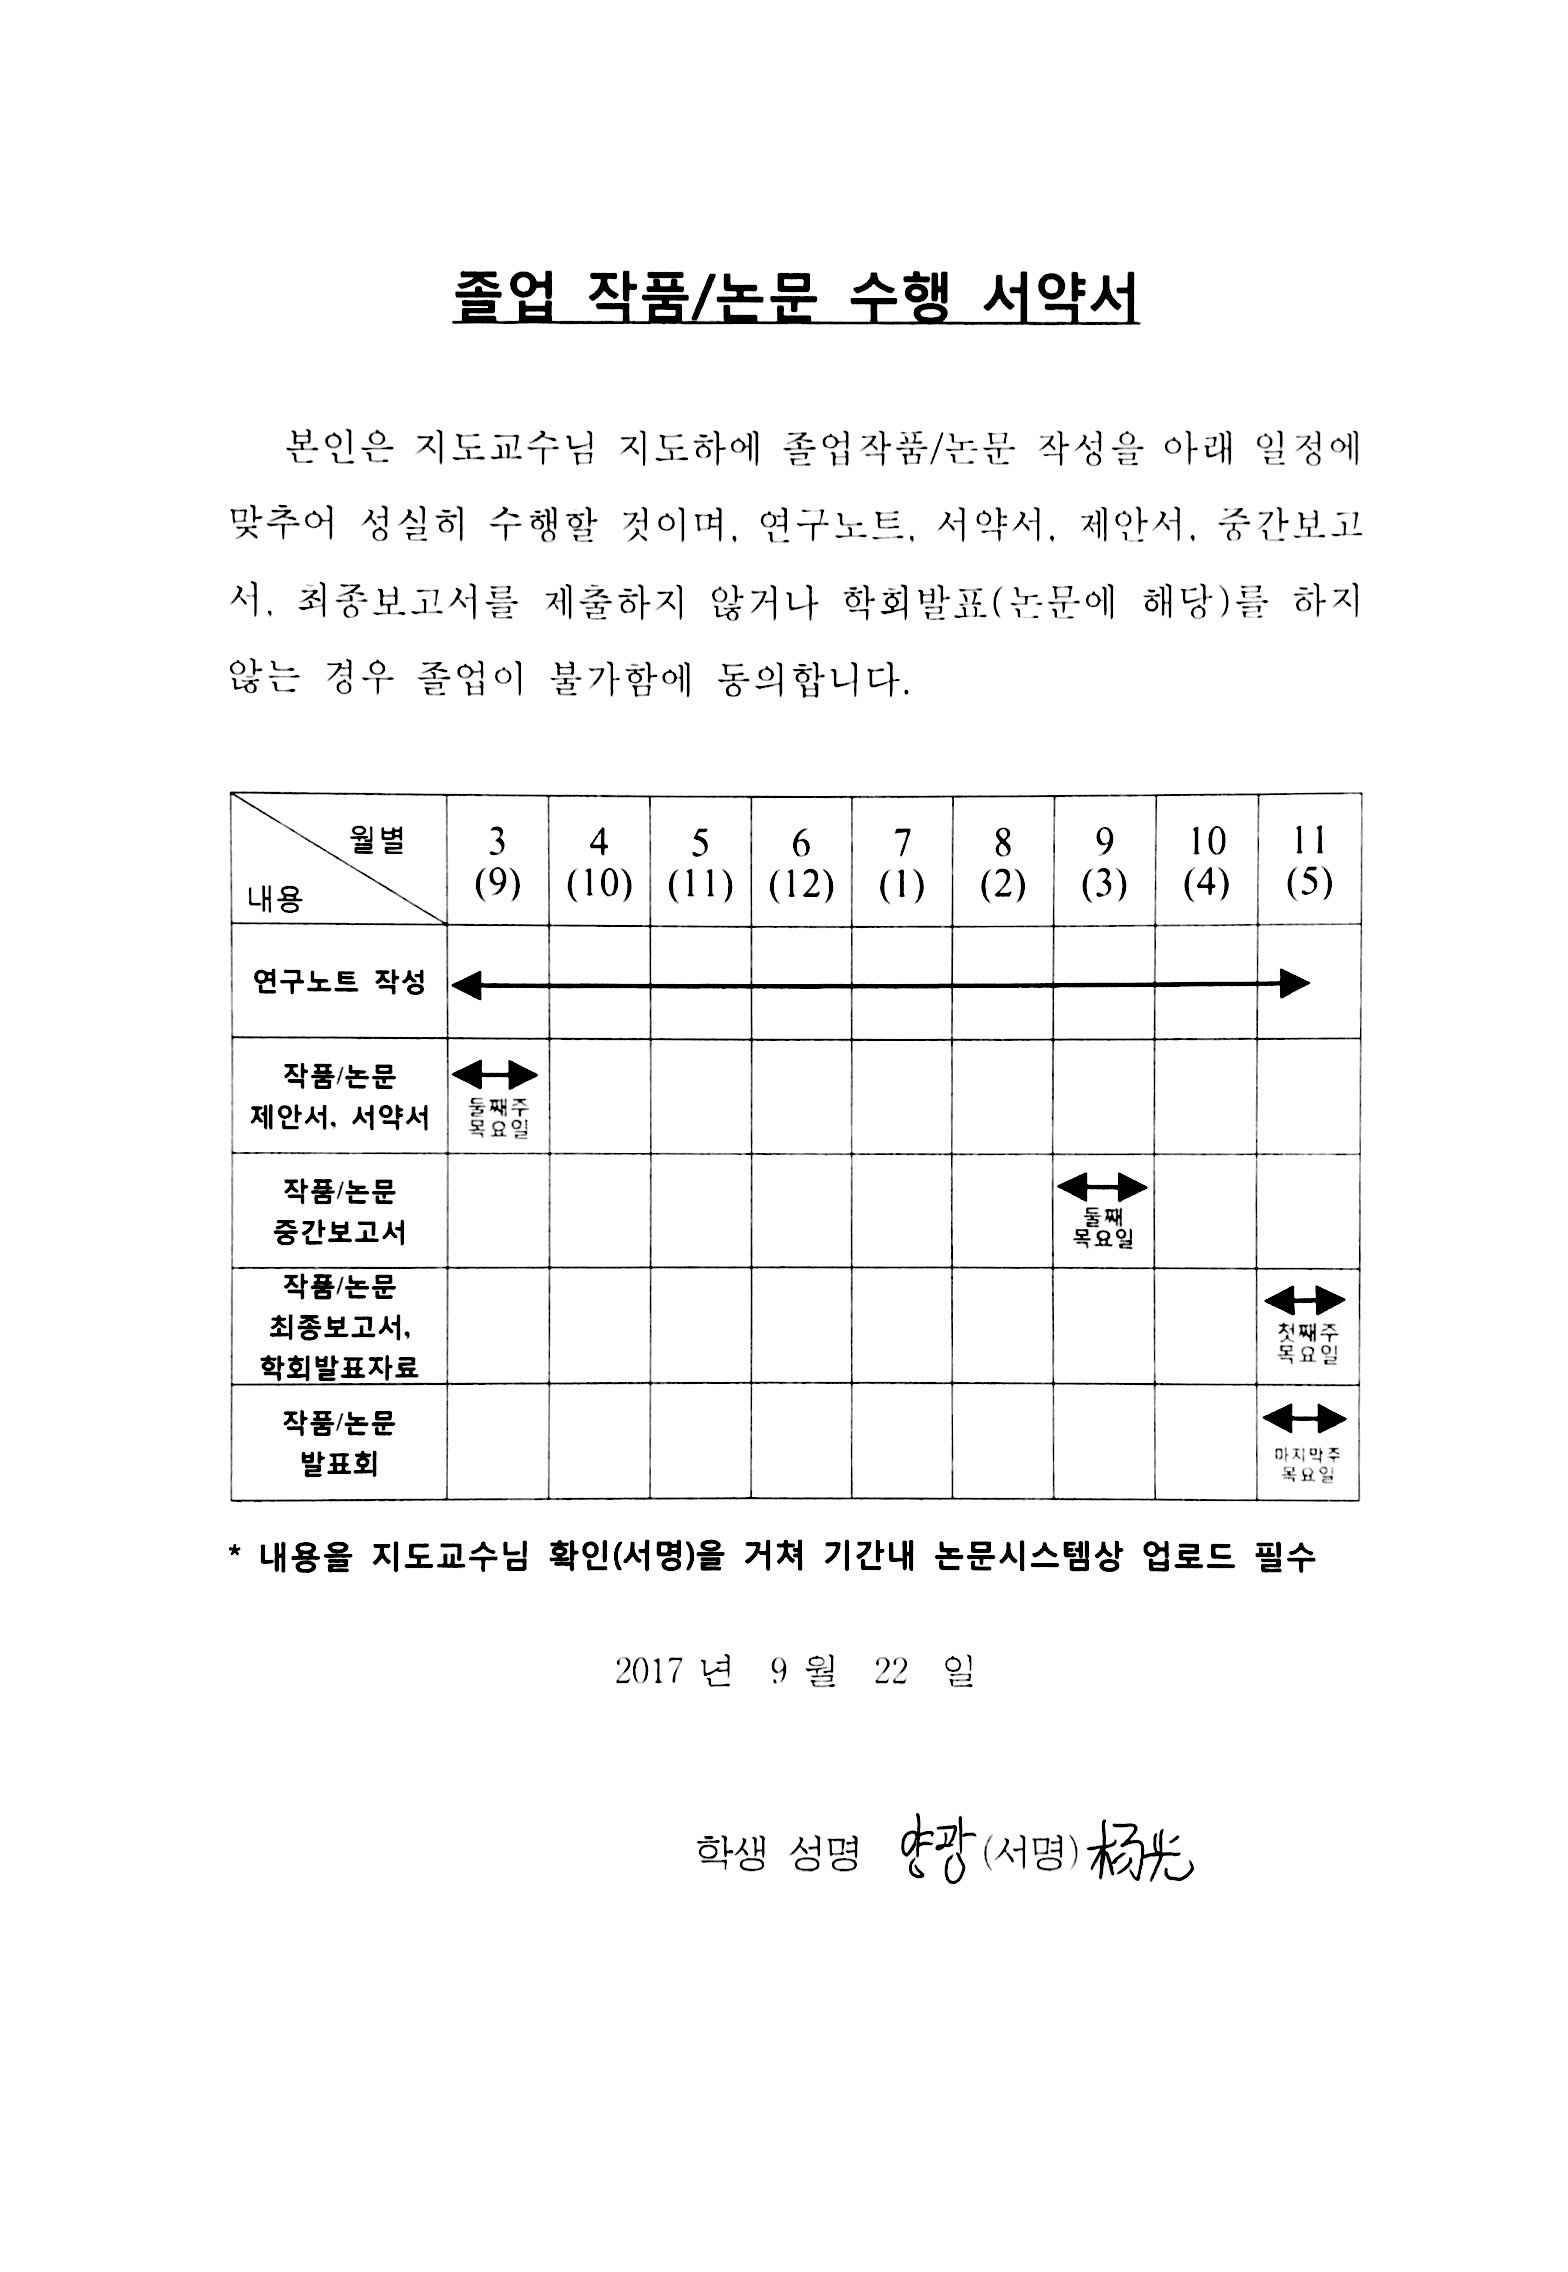 졸업 작품/논문 수행 서약서
본인은 지도교수님 지도하에 졸업작품/논문 작성을 아래 일정에
맞추어 성실히 수행할 것이며, 연구노트, 서약서, 제안서, 중간보고
서, 최종보고서를 제출하지 않거나 학회발표(논문에 해당)를 하지
않는 경우 졸업이 불가함에 동의합니다.
월별
내용
3 4 5 6 7 8 9 10 11
(9) (10) (11) (12) (1) (2) (3) (4) (5)
연구노트 작성
작품/논문
제안서, 서약서
둘째주
목요일
작품/논문
중간보고서
둘째
목요일
작품/논문
최종보고서,
학회발표자료
첫째주
목요일
작품/논문
발표회
마지막주
목요일
* 내용을 지도교수님 확인(서명)을 거쳐 기간내 논문시스템상 업로드 필수
2017 년 9 월 22 일
학생 성명 양광 (서명) 杨光